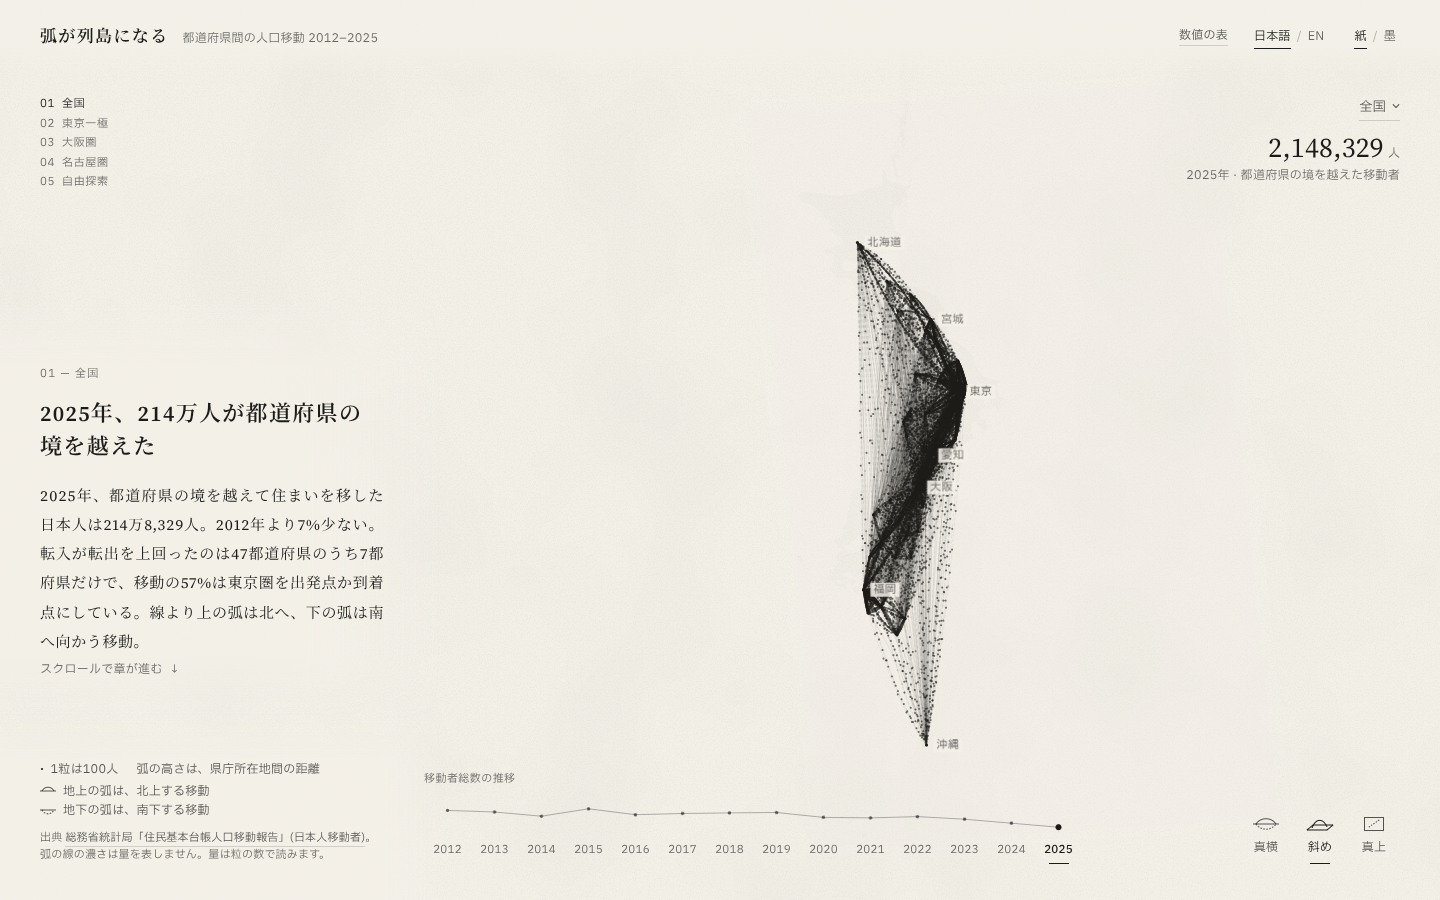 弧が列島になる 都道府県間の人口移動 2012–2025
数値の表 日本語 / EN 紙 / 墨
01 全国
02 東京一極
03 大阪圏
04 名古屋圏
05 自由探索
全国
2,148,329 人
2025年 · 都道府県の境を越えた移動者
北海道
宮城
東京
愛知
大阪
福岡
沖縄
01 — 全国
2025年、214万人が都道府県の
境を越えた
2025年、都道府県の境を越えて住まいを移した
日本人は214万8,329人。2012年より7%少ない。
転入が転出を上回ったのは47都道府県のうち7都
府県だけで、移動の57%は東京圏を出発点か到着
点にしている。線より上の弧は北へ、下の弧は南
へ向かう移動。
スクロールで章が進む ↓
· 1粒は100人 弧の高さは、県庁所在地間の距離
地上の弧は、北上する移動
地下の弧は、南下する移動
出典 総務省統計局「住民基本台帳人口移動報告」(日本人移動者)。
弧の線の濃さは量を表しません。量は粒の数で読みます。
移動者総数の推移
2012 2013 2014 2015 2016 2017 2018 2019 2020 2021 2022 2023 2024 2025
真横 斜め 真上